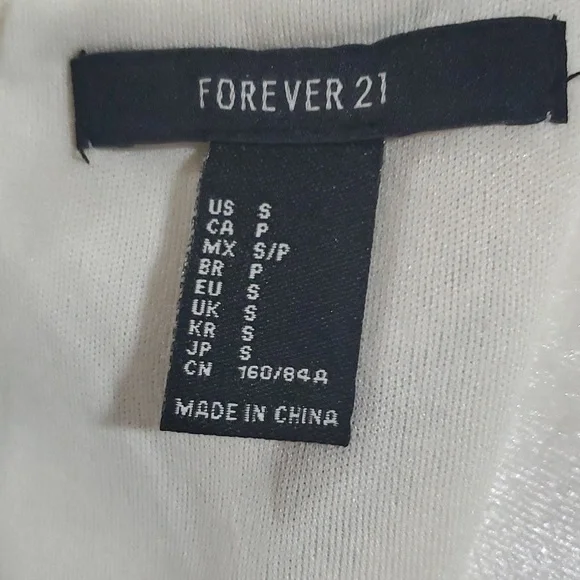 FOREVER 21
US S
CA P
MX S/P
BR P
EU S
UK S
KR S
JP S
CN 160/84A
MADE IN CHINA